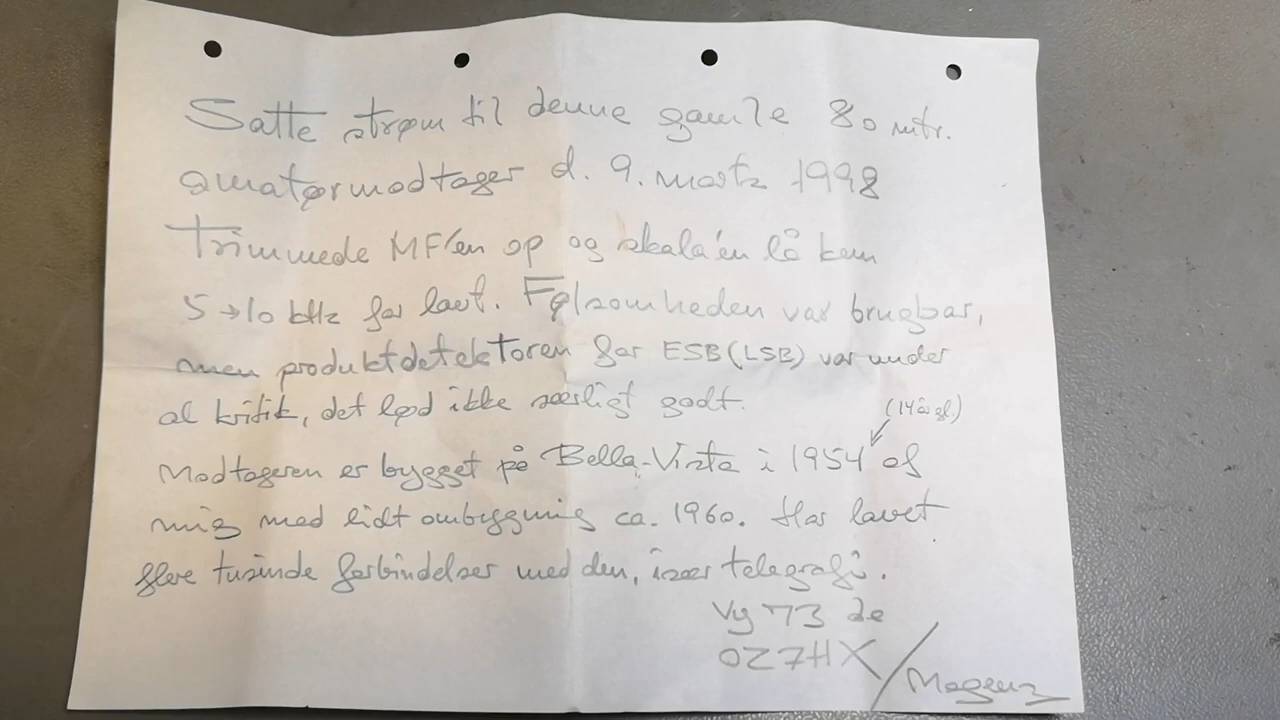 Satte strøm til denne gamle 80 mtr.
amatørmodtager d. 9. marts 1998
Trimmede MF'en op og skala'en lå kun
5→10 kHz for lavt. Følsomheden var brugbar,
men produktdetektoren for ESB (LSB) var under
al kritik, det lød ikke særligt godt.
(14 år gl.)
Modtageren er bygget på Bella-Vista i 1954 af
mig med lidt ombygning ca. 1960. Har lavet
flere tusinde forbindelser med den, især telegrafi.
Vy 73 de
OZ7HX/Mogens